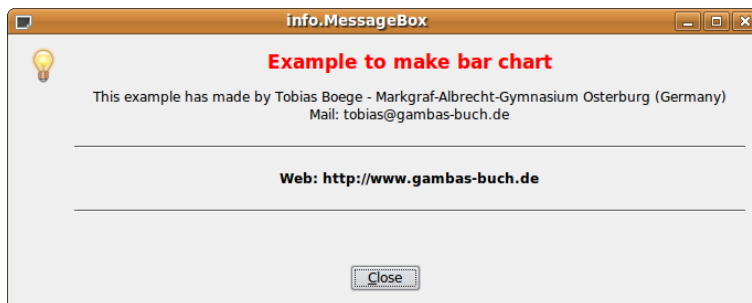 info.MessageBox
Example to make bar chart
This example has made by Tobias Boege - Markgraf-Albrecht-Gymnasium Osterburg (Germany)
Mail: tobias@gambas-buch.de
Web: http://www.gambas-buch.de
Close